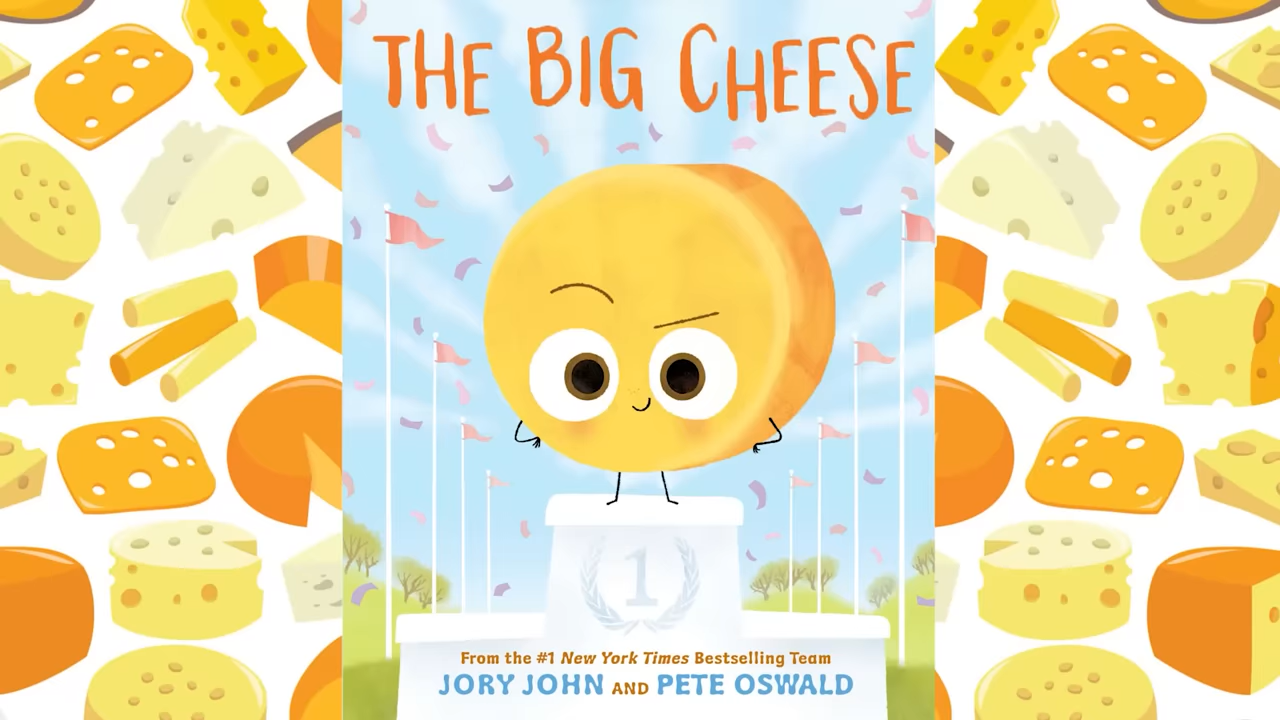 THE BIG CHEESE
1
From the #1 New York Times Bestselling Team
JORY JOHN AND PETE OSWALD